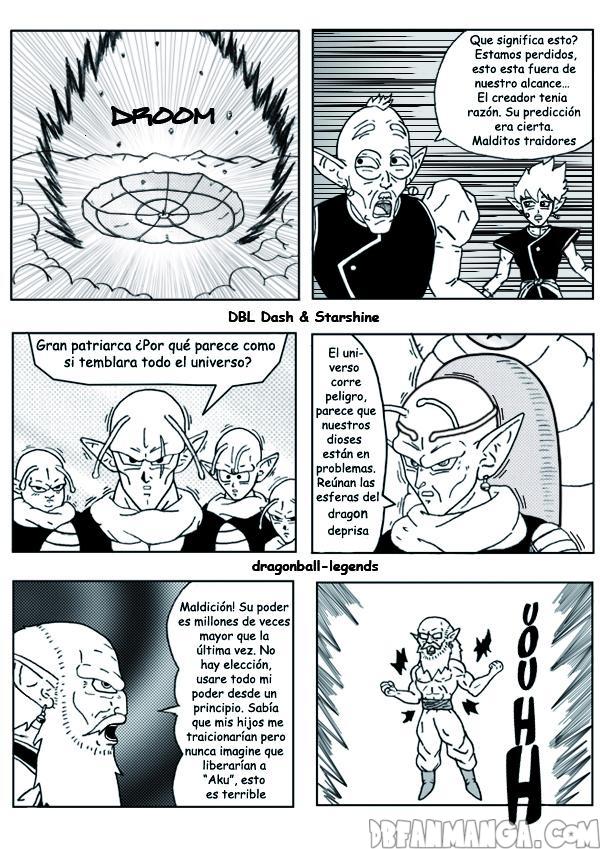 DROOM
Que significa esto?
Estamos perdidos,
esto esta fuera de
nuestro alcance...
El creador tenia
razón. Su predicción
era cierta.
Malditos traidores
DBL Dash & Starshine
Gran patriarca ¿Por qué parece como
si temblara todo el universo?
El uni-
verso
corre
peligro,
parece que
nuestros
dioses
están en
problemas.
Reúnan las
esferas del
dragon
deprisa
dragonball-legends
Maldición! Su poder
es millones de veces
mayor que la
última vez. No
hay elección,
usare todo mi
poder desde un
principio. Sabía
que mis hijos me
traicionarían pero
nunca imagine que
liberarían a
"Aku", esto
es terrible
UOUHHH
DBFANMANGA.COM